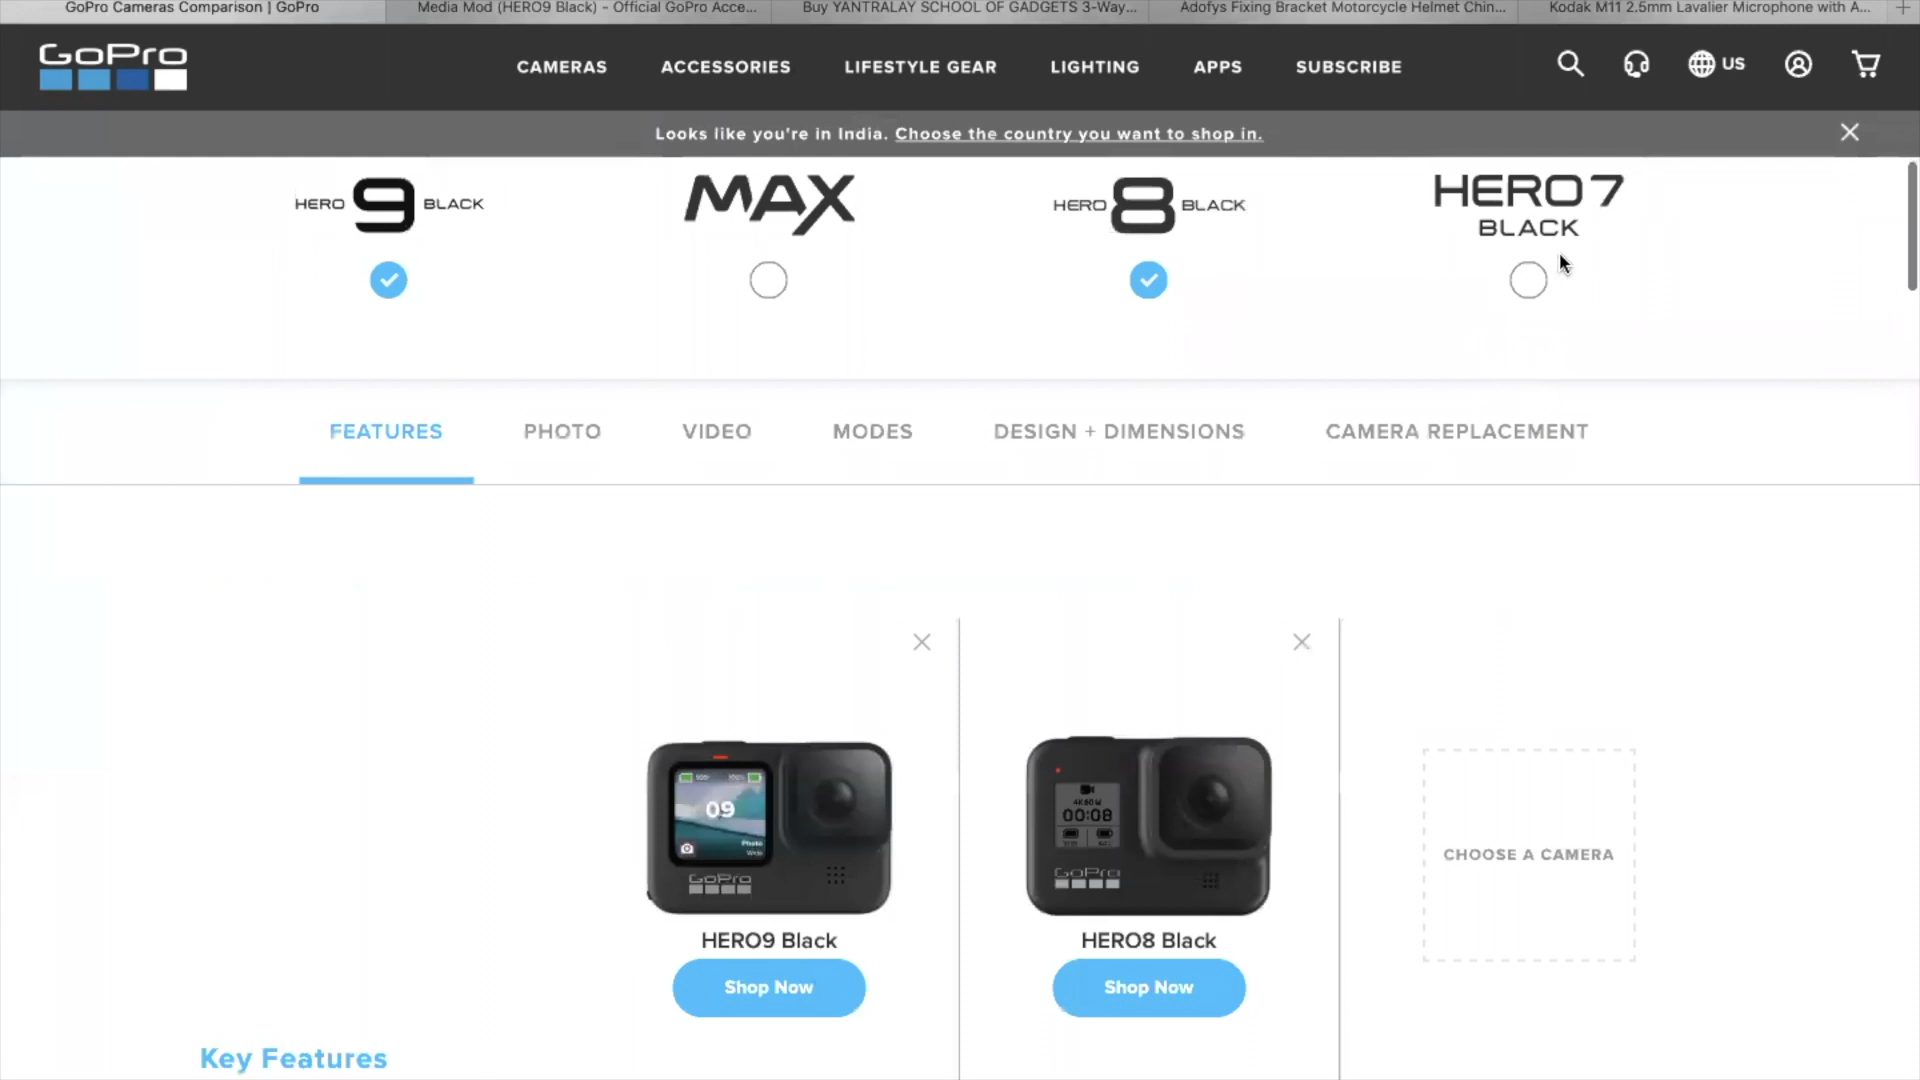 GoPro Cameras Comparison | GoPro
Media Mod (HERO9 Black) - Official GoPro Acce...
Buy YANTRALAY SCHOOL OF GADGETS 3-Way...
Adofys Fixing Bracket Motorcycle Helmet Chin...
Kodak M11 2.5mm Lavalier Microphone with A...
GoPro
CAMERAS
ACCESSORIES
LIFESTYLE GEAR
LIGHTING
APPS
SUBSCRIBE
US
Looks like you're in India. Choose the country you want to shop in.
HERO 9 BLACK
MAX
HERO 8 BLACK
HERO 7
BLACK
FEATURES
PHOTO
VIDEO
MODES
DESIGN + DIMENSIONS
CAMERA REPLACEMENT
09
Photo
GoPro
00:08
GoPro
CHOOSE A CAMERA
HERO9 Black
HERO8 Black
Shop Now
Shop Now
Key Features